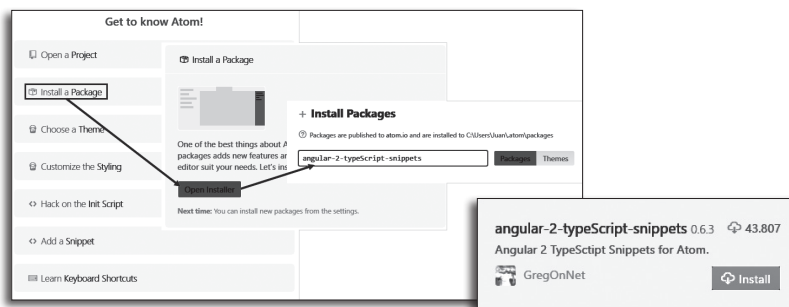 Get to know Atom!
Open a Project
Install a Package
Choose a Theme
Customize the Styling
Hack on the Init Script
Add a Snippet
Learn Keyboard Shortcuts
Install a Package
One of the best things about A
packages adds new features an
editor suit your needs. Let's ins
Open Installer
Next time: You can install new packages from the settings.
+ Install Packages
Packages are published to atom.io and are installed to C:\Users\Juan\.atom\packages
angular-2-typeScript-snippets
Packages Themes
angular-2-typeScript-snippets 0.6.3 43.807
Angular 2 TypeSctipt Snippets for Atom.
GregOnNet
Install